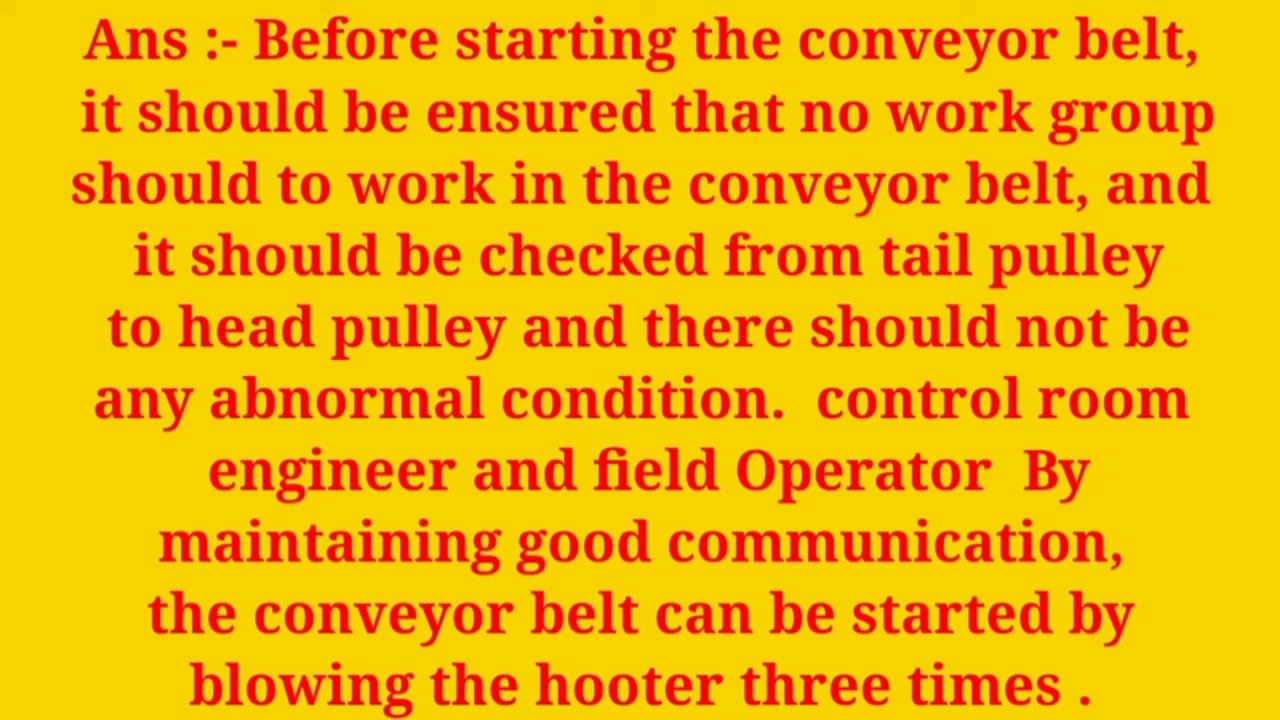 Ans :- Before starting the conveyor belt,
it should be ensured that no work group
should to work in the conveyor belt, and
it should be checked from tail pulley
to head pulley and there should not be
any abnormal condition.  control room
engineer and field Operator  By
maintaining good communication,
the conveyor belt can be started by
blowing the hooter three times .